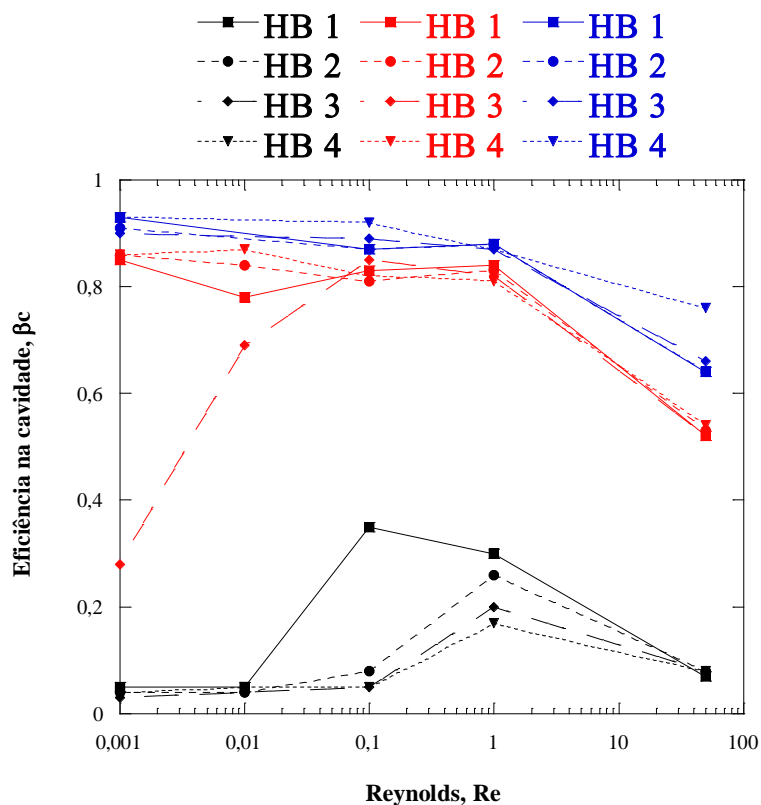 HB 1 HB 1 HB 1
HB 2 HB 2 HB 2
HB 3 HB 3 HB 3
HB 4 HB 4 HB 4
1
0,8
0,6
0,4
0,2
0
Eficiência na cavidade, βc
0,001 0,01 0,1 1 10 100
Reynolds, Re